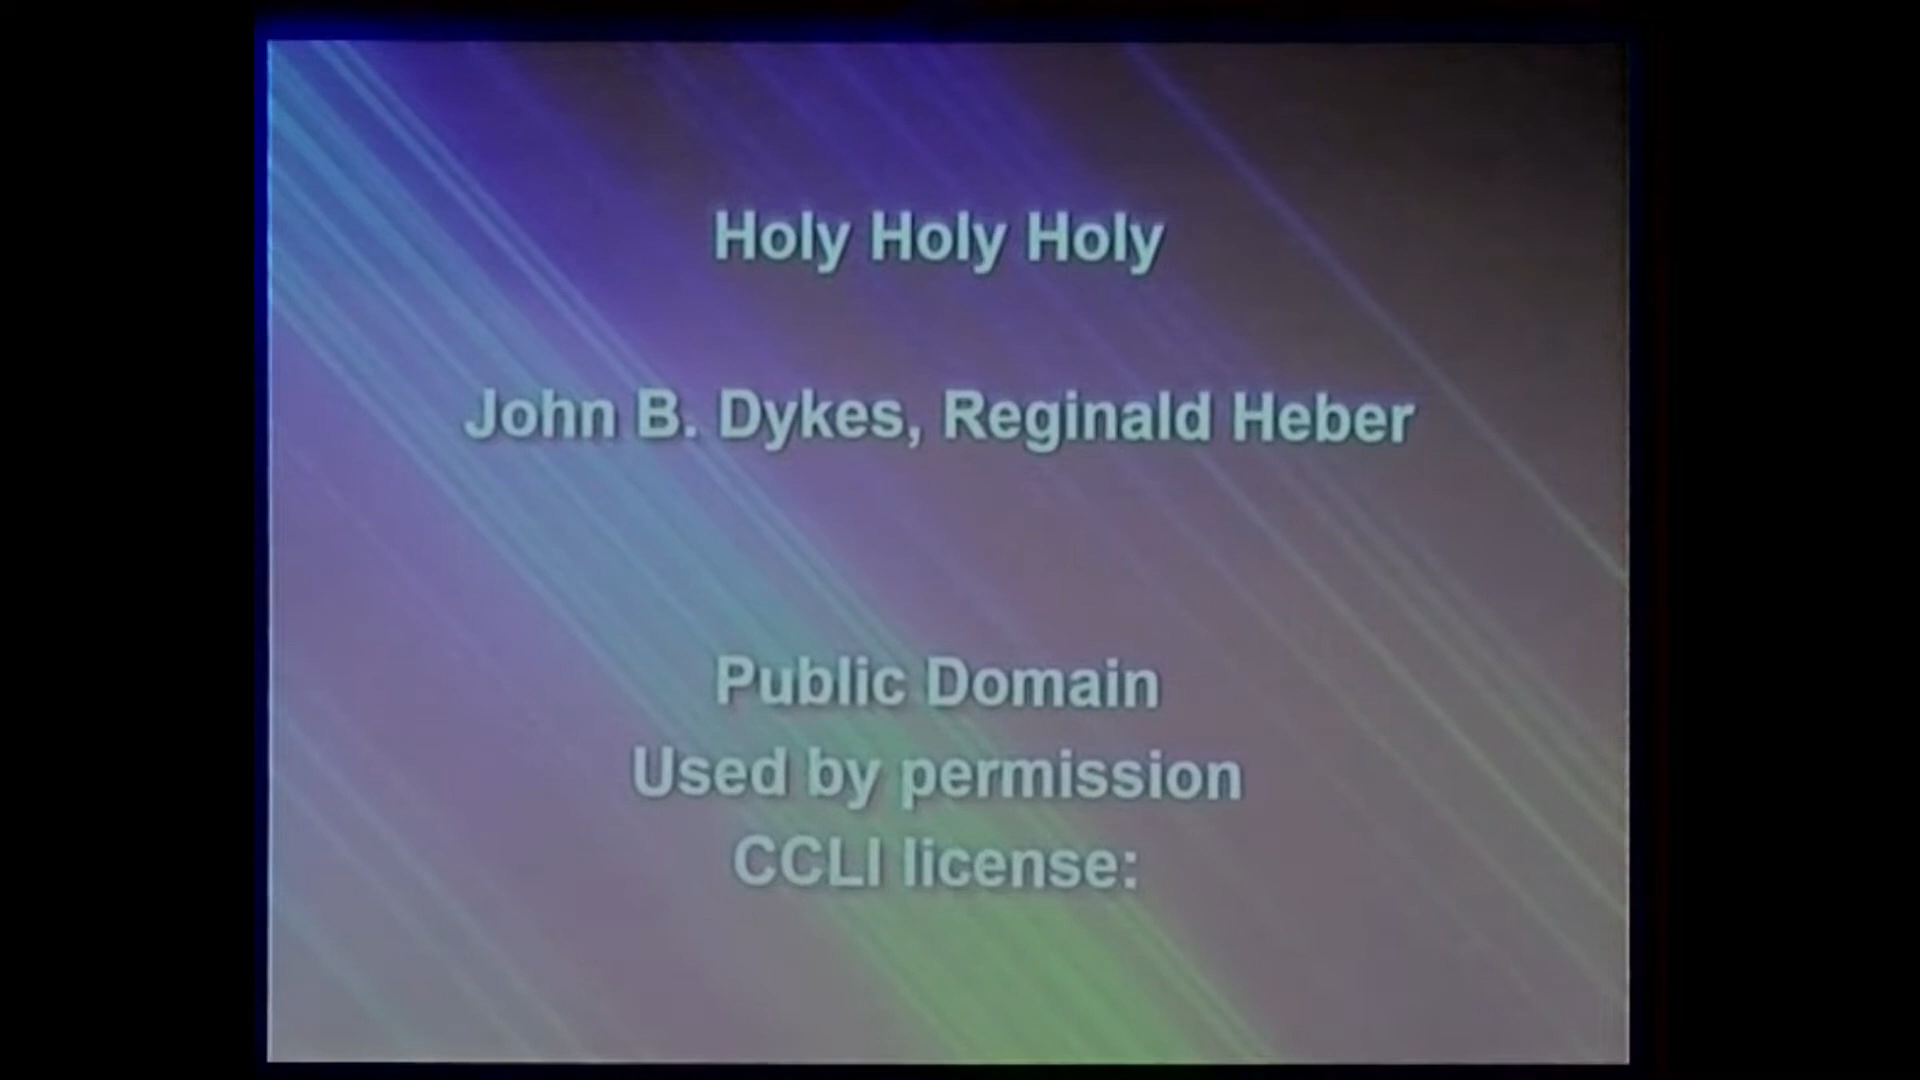 Holy Holy Holy
John B. Dykes, Reginald Heber
Public Domain
Used by permission
CCLI license: